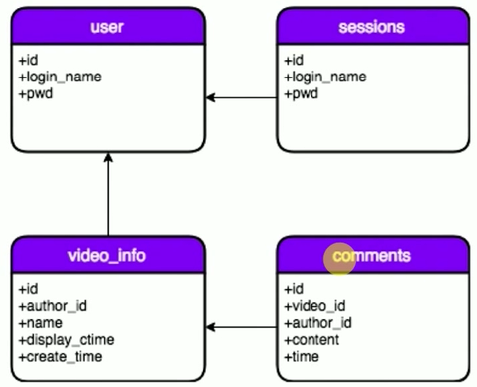 user
+id
+login_name
+pwd
sessions
+id
+login_name
+pwd
video_info
+id
+author_id
+name
+display_ctime
+create_time
comments
+id
+video_id
+author_id
+content
+time